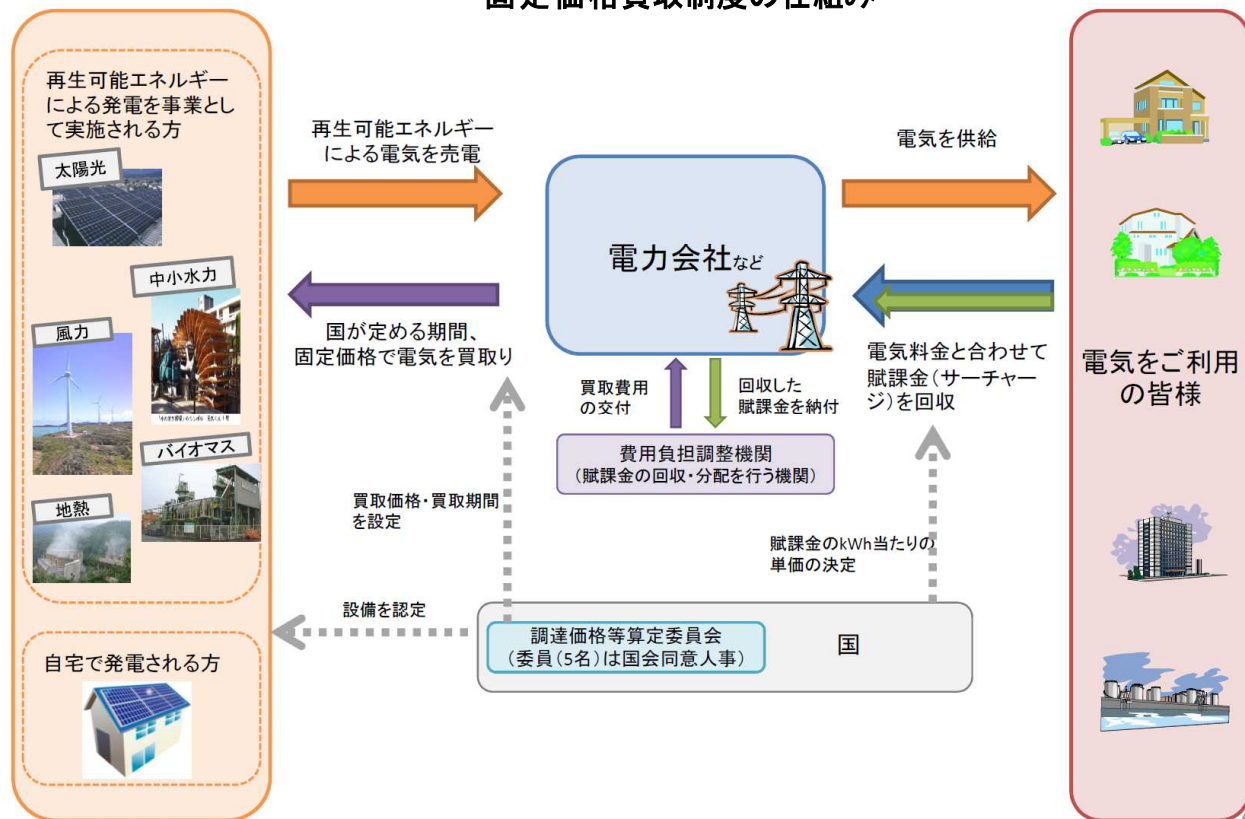 固定価格買取制度の仕組み
再生可能エネルギー
による発電を事業とし
て実施される方
太陽光
中小水力
風力
バイオマス
地熱
自宅で発電される方
再生可能エネルギー
による電気を売電
国が定める期間、
固定価格で電気を買取り
電力会社など
電気を供給
電気料金と合わせて
賦課金(サーチャー
ジ)を回収
電気をご利用
の皆様
買取費用
の交付
回収した
賦課金を納付
費用負担調整機関
(賦課金の回収・分配を行う機関)
買取価格・買取期間
を設定
賦課金のkWh当たりの
単価の決定
設備を認定
調達価格等算定委員会
(委員(5名)は国会同意人事)
国